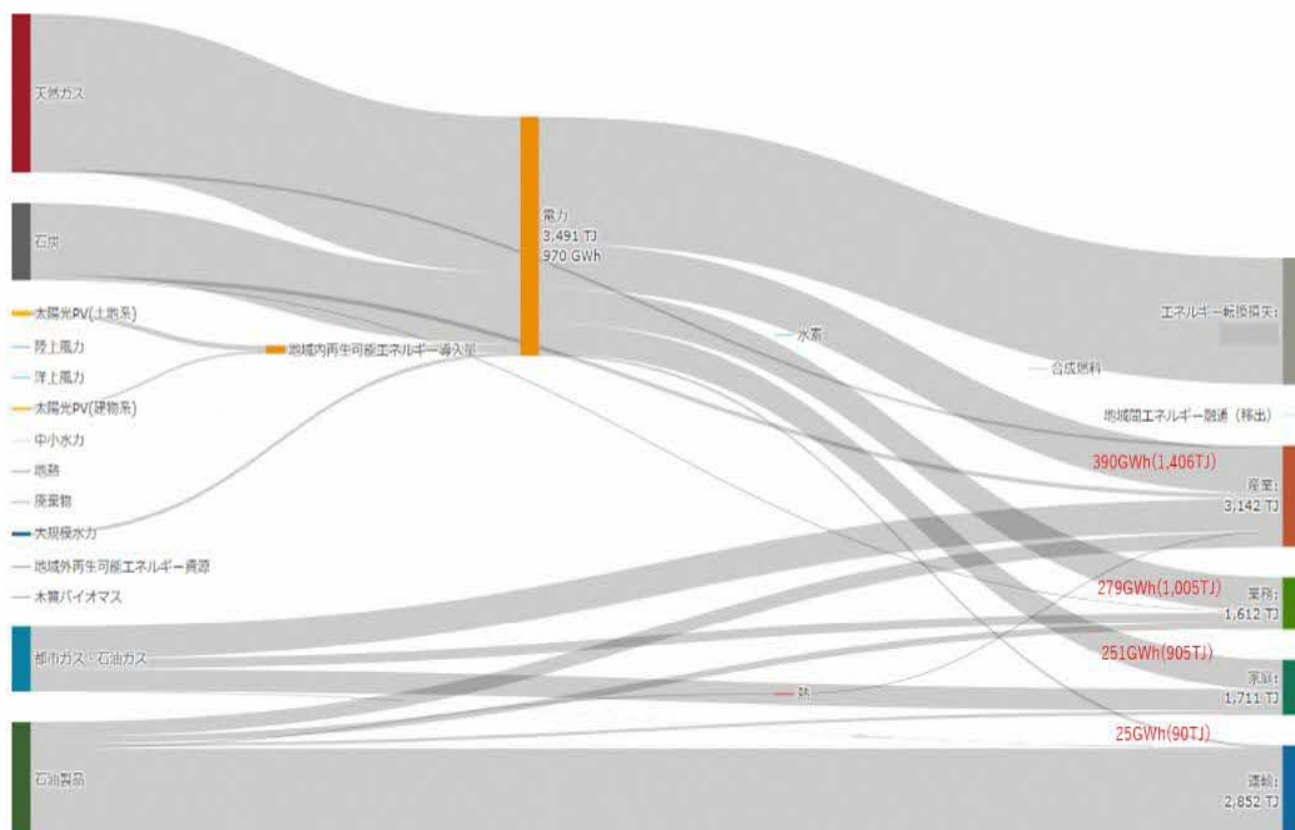 天然ガス
石炭
太陽光PV(土地系)
陸上風力
洋上風力
太陽光PV(建物系)
中小水力
地熱
廃棄物
大規模水力
地域外再生可能エネルギー資源
木質バイオマス
都市ガス・石油ガス
石油製品
地域内再生可能エネルギー導入量
電力
3,491 TJ
970 GWh
水素
熱
合成燃料
エネルギー転換損失:
地域間エネルギー融通（移出）
390GWh(1,406TJ)
産業:
3,142 TJ
279GWh(1,005TJ)
業務:
1,612 TJ
251GWh(905TJ)
家庭:
1,711 TJ
25GWh(90TJ)
運輸:
2,852 TJ